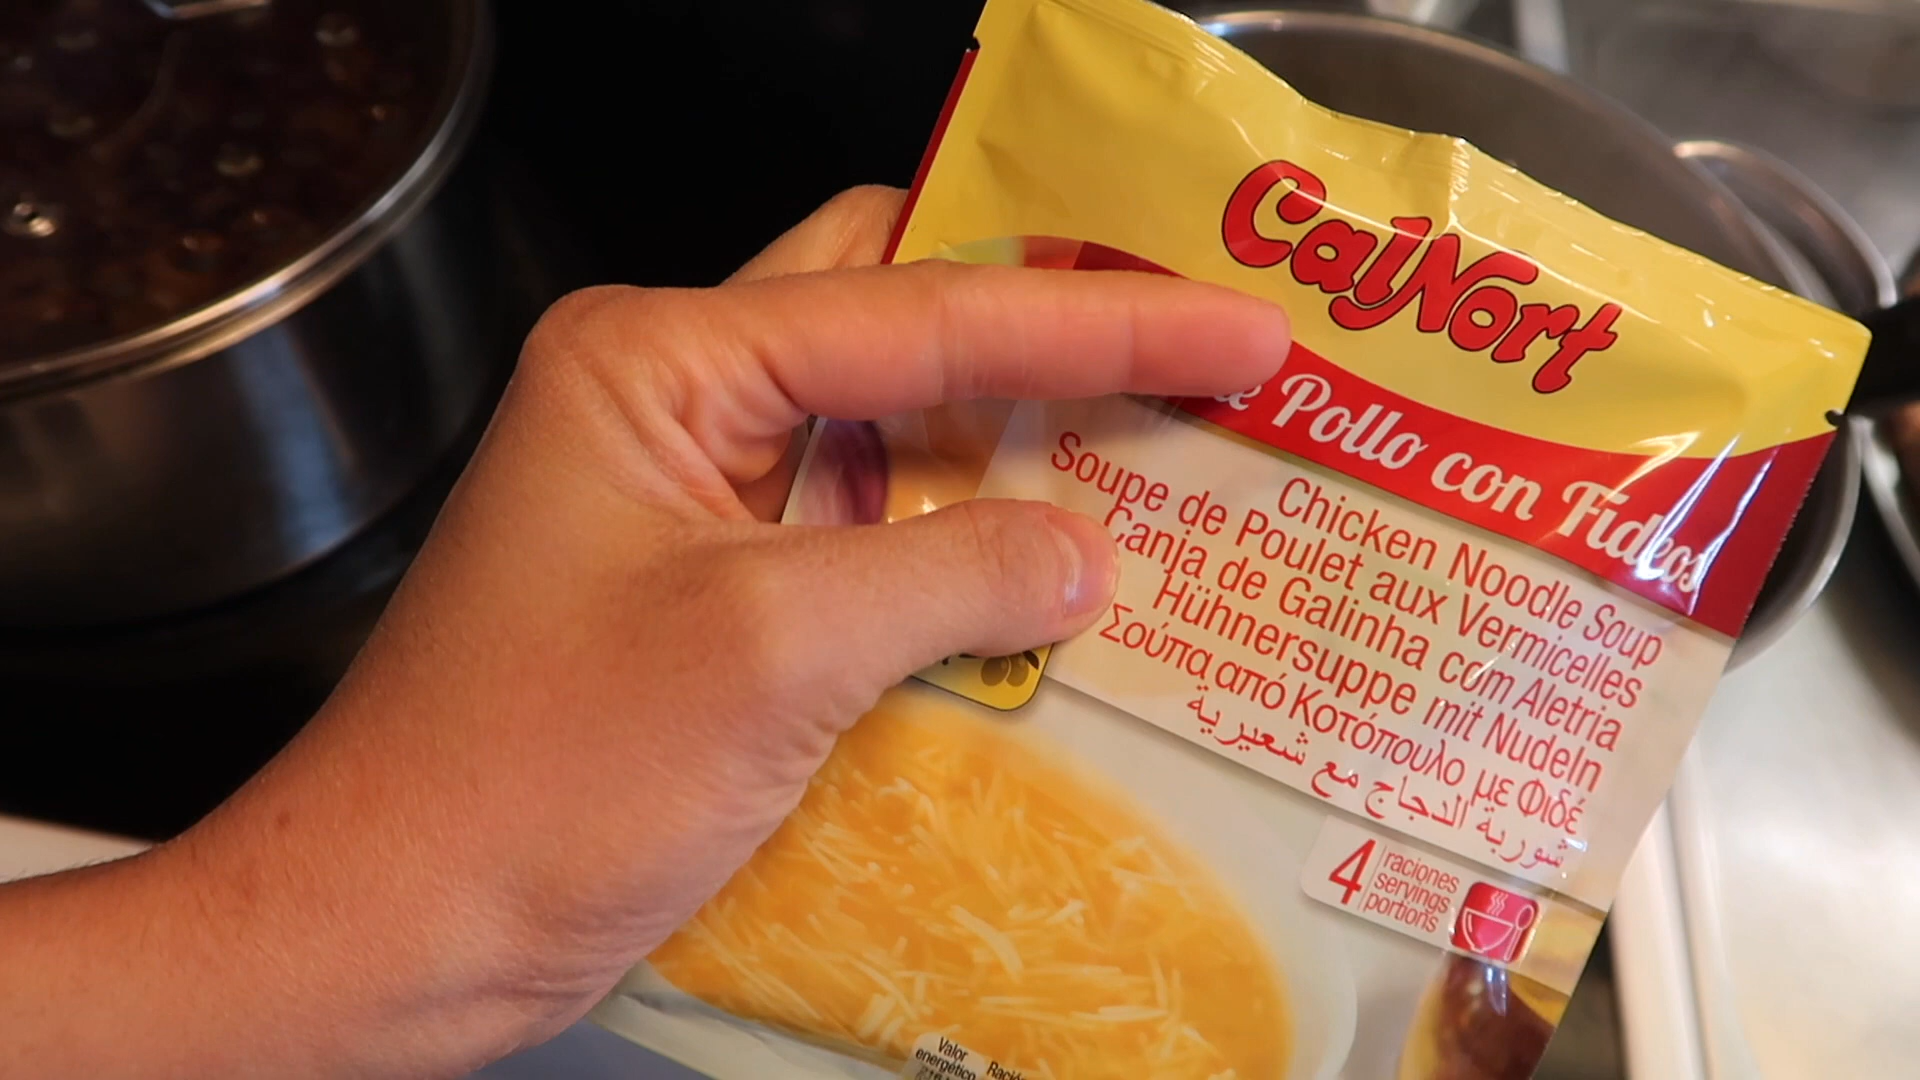 CalNort
de Pollo con Fideos
Chicken Noodle Soup
Soupe de Poulet aux Vermicelles
Canja de Galinha com Aletria
Hühnersuppe mit Nudeln
Σούπα από Κοτόπουλο με Φιδέ
شوربة الدجاج مع شعيرية
4 raciones
servings
portions
Valor
energético